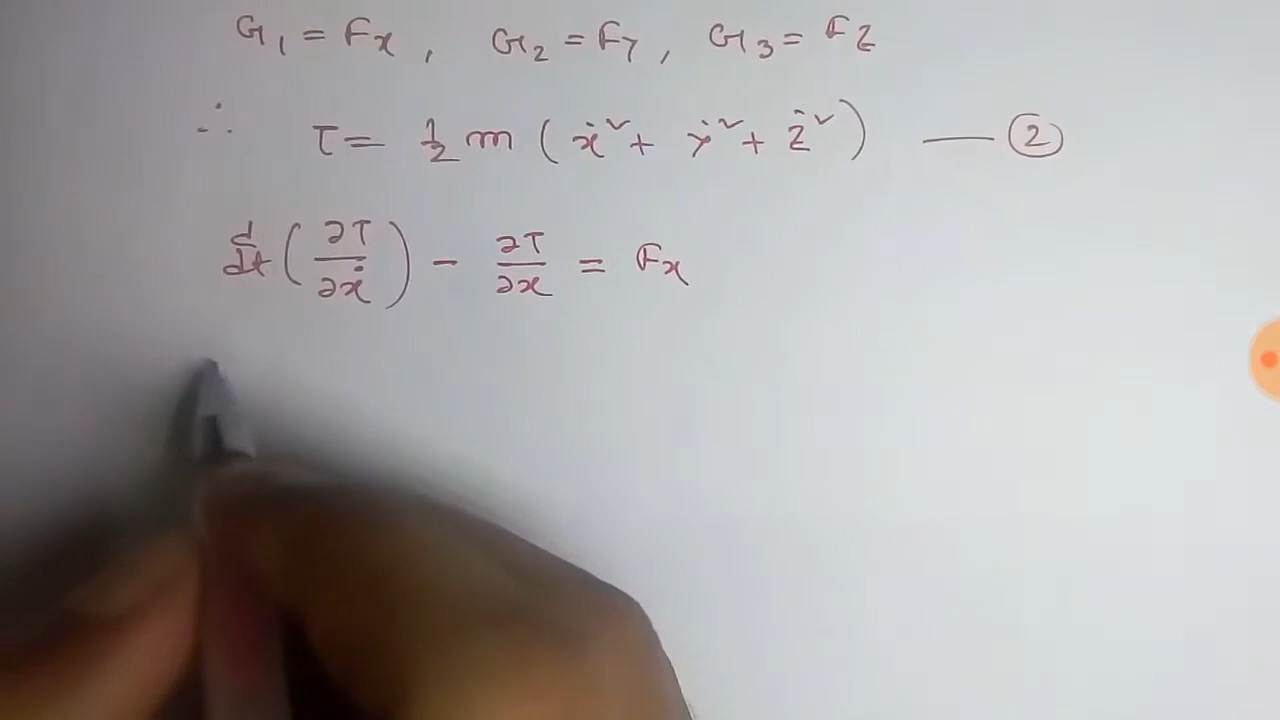 G₁ = Fx , G₂ = Fy , G₃ = Fz
∴ T = 1/2 m ( ẋ² + ẏ² + ż² ) — ②
d/dt ( ∂T/∂ẋ ) - ∂T/∂x = Fx